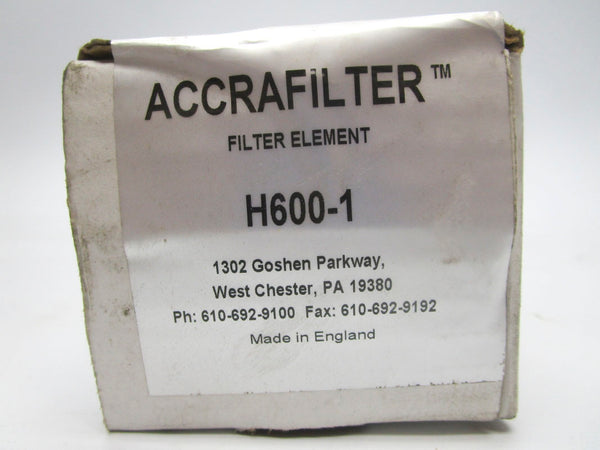 ACCRAFiLTER™
FILTER ELEMENT
H600-1
1302 Goshen Parkway,
West Chester, PA 19380
Ph: 610-692-9100 Fax: 610-692-9192
Made in England